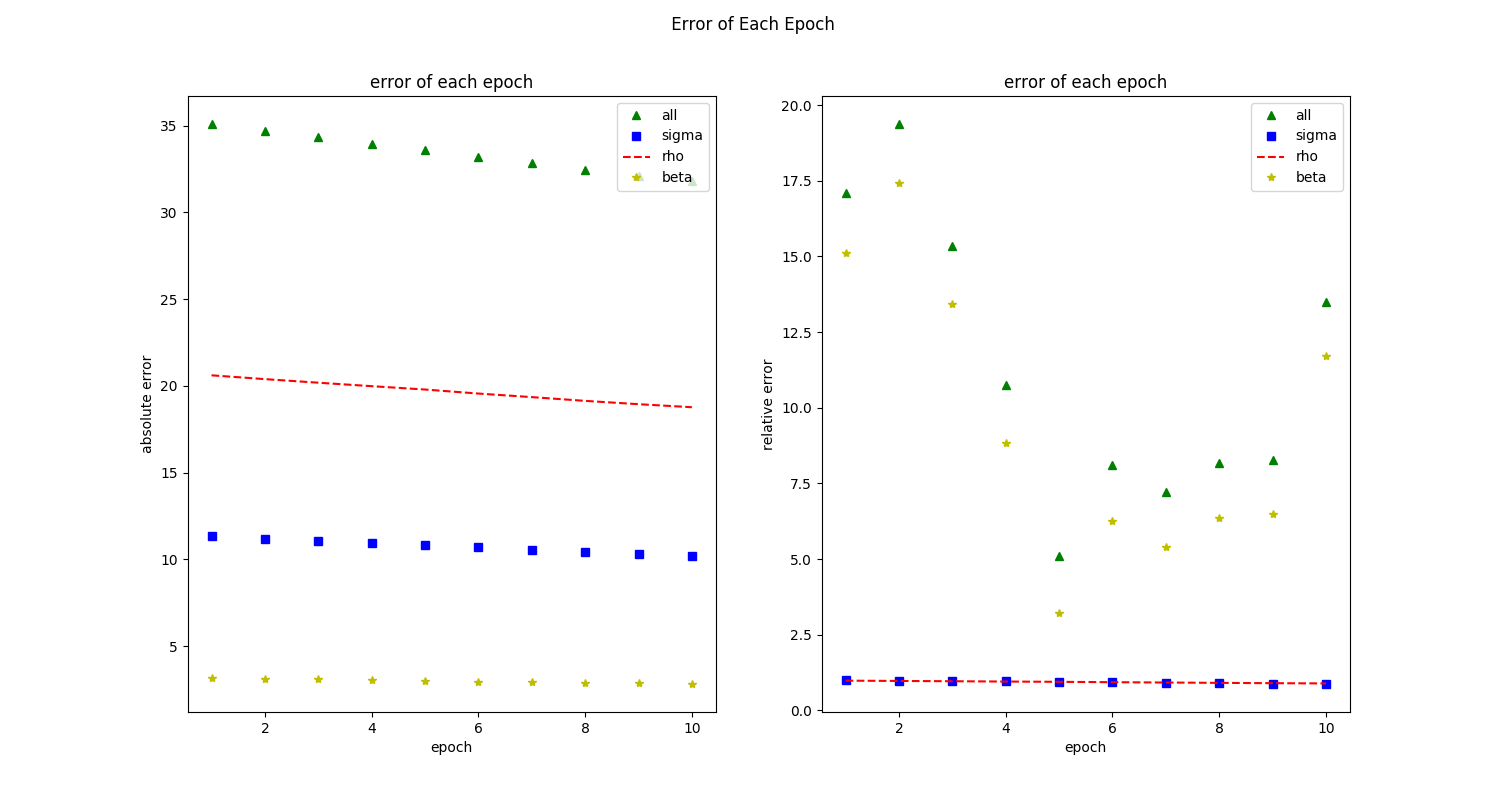 Error of Each Epoch
error of each epoch
35
30
25
20
15
10
5
absolute error
2
4
6
8
10
epoch
all
sigma
rho
beta
error of each epoch
20.0
17.5
15.0
12.5
10.0
7.5
5.0
2.5
0.0
relative error
2
4
6
8
10
epoch
all
sigma
rho
beta